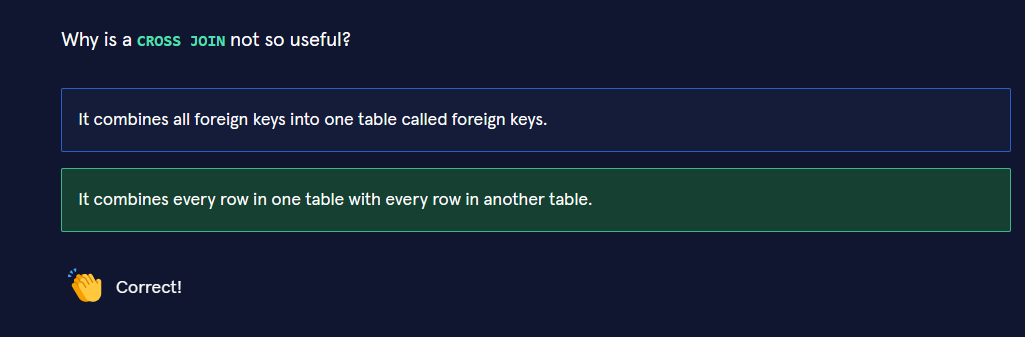 Why is a CROSS JOIN not so useful?
It combines all foreign keys into one table called foreign keys.
It combines every row in one table with every row in another table.
Correct!